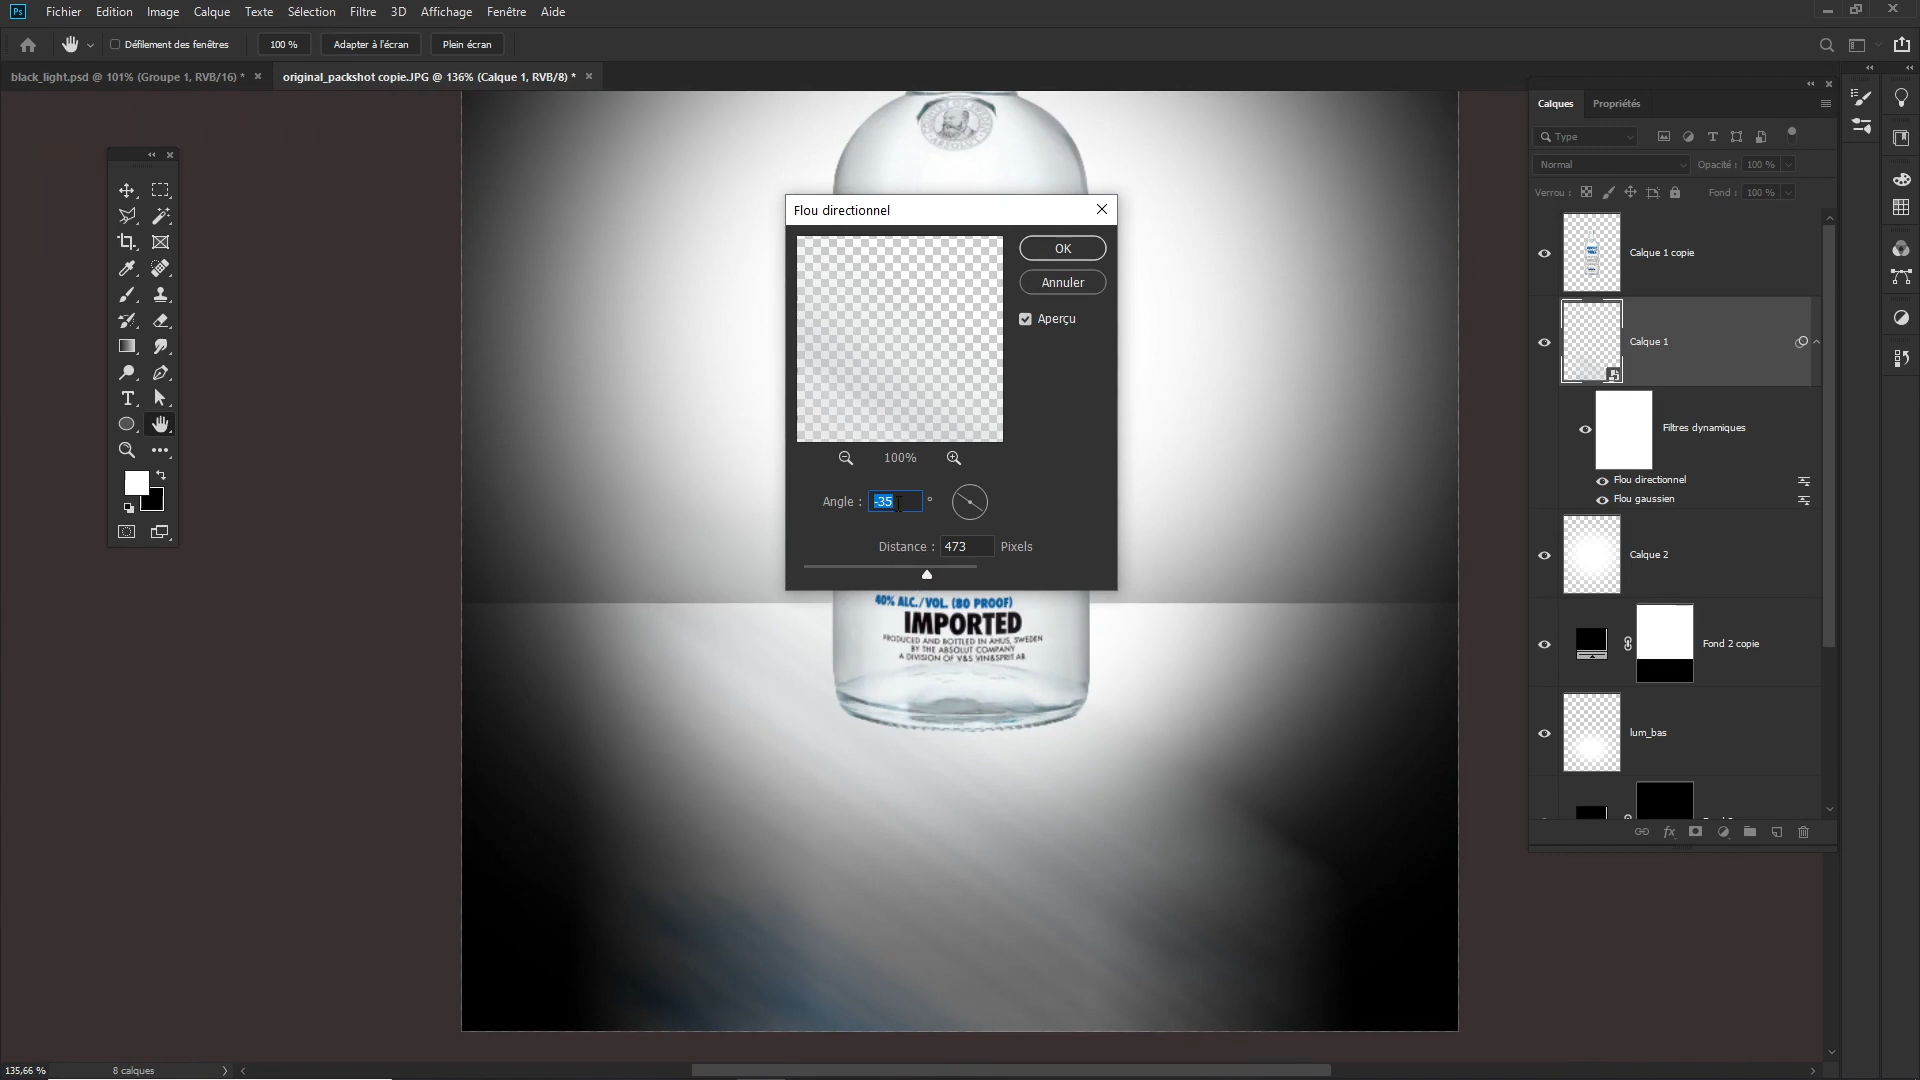 Ps Fichier Edition Image Calque Texte Sélection Filtre 3D Affichage Fenêtre Aide
Défilement des fenêtres 100 % Adapter à l'écran Plein écran
black_light.psd @ 101% (Groupe 1, RVB/16) * original_packshot copie.JPG @ 136% (Calque 1, RVB/8) *
Calques Propriétés
Type
Normal Opacité : 100 %
Verrou : Fond : 100 %
Calque 1 copie
Calque 1
Filtres dynamiques
Flou directionnel
Flou gaussien
Calque 2
Fond 2 copie
lum_bas
Flou directionnel
OK
Annuler
Aperçu
100%
Angle : -35 °
Distance : 473 Pixels
40% ALC./VOL. (80 PROOF)
IMPORTED
PRODUCED AND BOTTLED IN AHUS, SWEDEN
BY THE ABSOLUT COMPANY
A DIVISION OF V&S VIN&SPRIT AB
135,66 % 8 calques